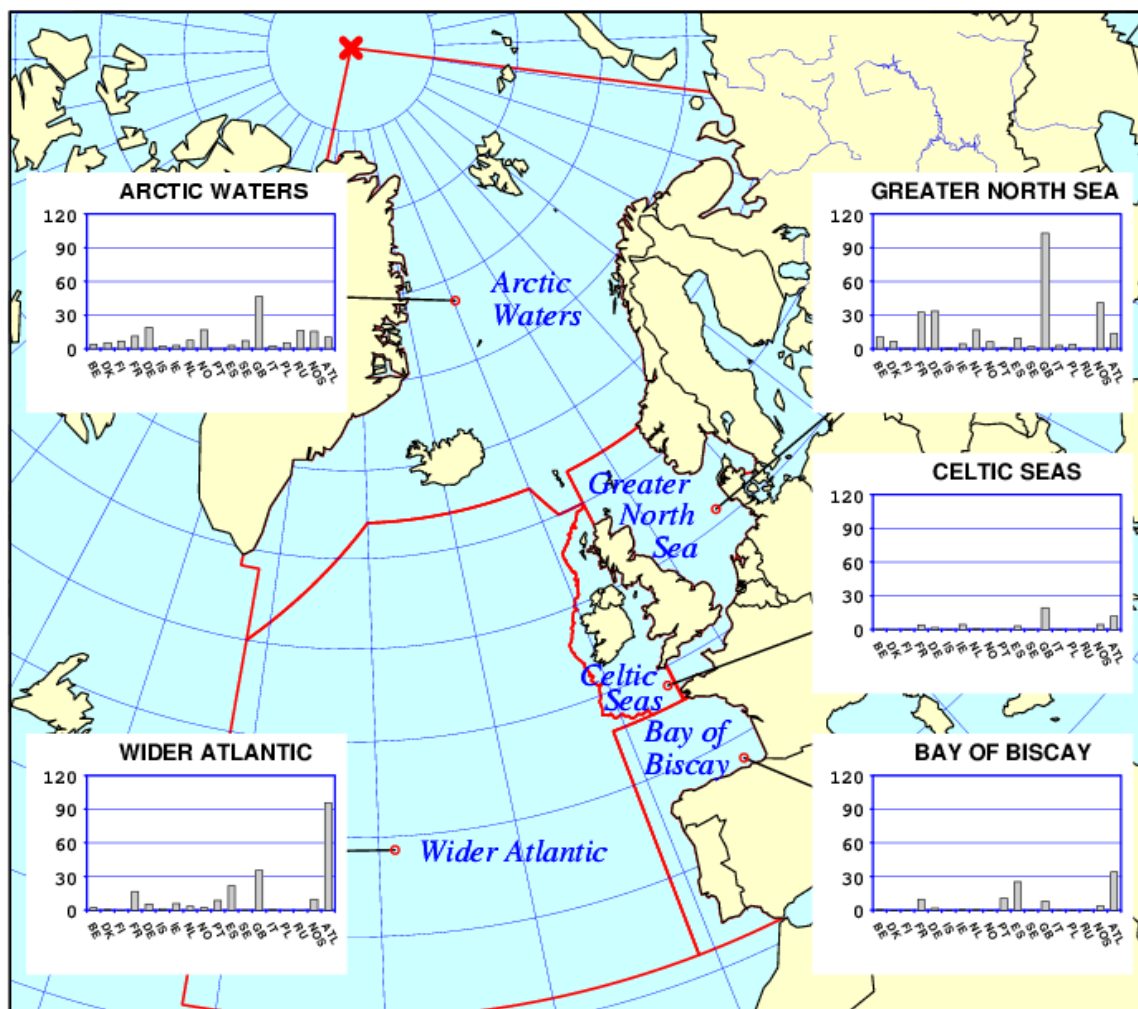 ARCTIC WATERS
120
90
60
30
0
BE DK FI FR DE IS IE NL NO PT ES SE GB IT PL RU NOS ATL
GREATER NORTH SEA
120
90
60
30
0
BE DK FI FR DE IS IE NL NO PT ES SE GB IT PL RU NOS ATL
Arctic
Waters
Greater
North
Sea
CELTIC SEAS
120
90
60
30
0
BE DK FI FR DE IS IE NL NO PT ES SE GB IT PL RU NOS ATL
Celtic
Seas
Bay of
Biscay
WIDER ATLANTIC
120
90
60
30
0
BE DK FI FR DE IS IE NL NO PT ES SE GB IT PL RU NOS ATL
Wider Atlantic
BAY OF BISCAY
120
90
60
30
0
BE DK FI FR DE IS IE NL NO PT ES SE GB IT PL RU NOS ATL